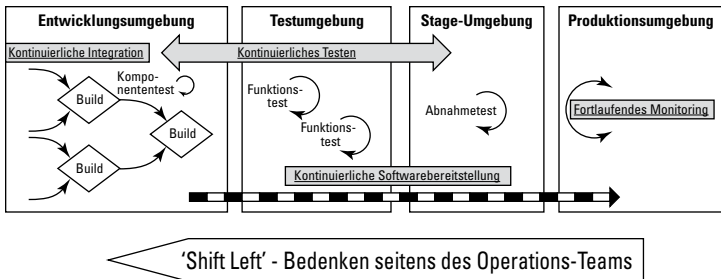 Entwicklungsumgebung
Testumgebung
Stage-Umgebung
Produktionsumgebung
Kontinuierliche Integration
Kontinuierliches Testen
Kompo-
nententest
Build
Build
Build
Funktions-
test
Funktions-
test
Abnahmetest
Fortlaufendes Monitoring
Kontinuierliche Softwarebereitstellung
'Shift Left' - Bedenken seitens des Operations-Teams